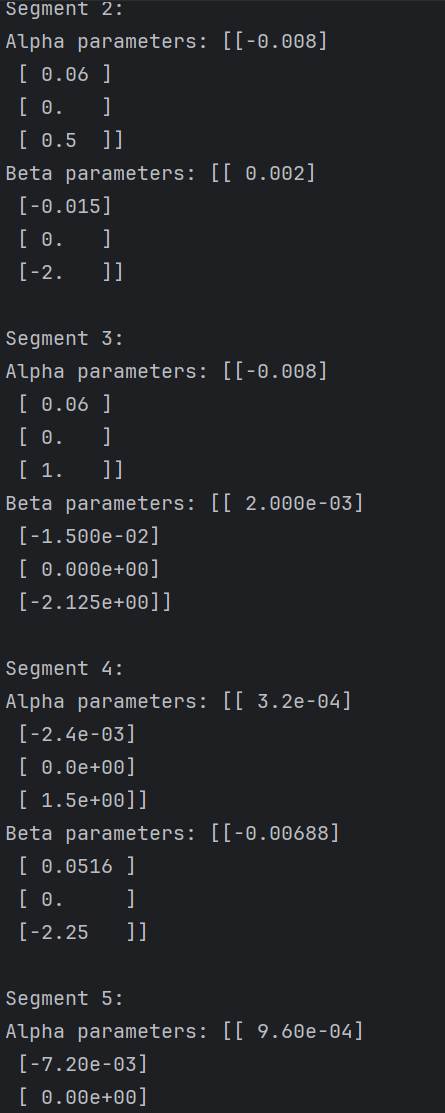 Segment 2:
Alpha parameters: [[-0.008]
 [ 0.06 ]
 [ 0.   ]
 [ 0.5  ]]
Beta parameters: [[ 0.002]
 [-0.015]
 [ 0.   ]
 [-2.   ]]

Segment 3:
Alpha parameters: [[-0.008]
 [ 0.06 ]
 [ 0.   ]
 [ 1.   ]]
Beta parameters: [[ 2.000e-03]
 [-1.500e-02]
 [ 0.000e+00]
 [-2.125e+00]]

Segment 4:
Alpha parameters: [[ 3.2e-04]
 [-2.4e-03]
 [ 0.0e+00]
 [ 1.5e+00]]
Beta parameters: [[-0.00688]
 [ 0.0516 ]
 [ 0.     ]
 [-2.25   ]]

Segment 5:
Alpha parameters: [[ 9.60e-04]
 [-7.20e-03]
 [ 0.00e+00]